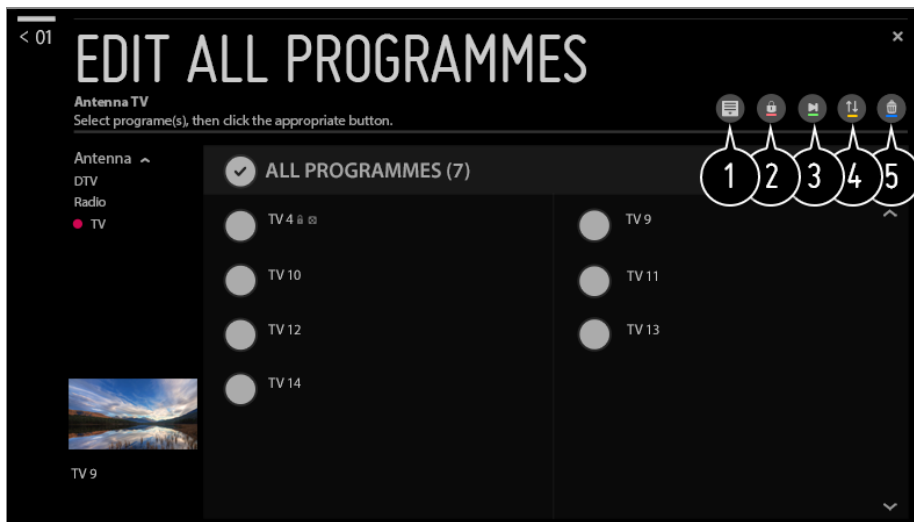 < 01
EDIT ALL PROGRAMMES
×
Antenna TV
Select programe(s), then click the appropriate button.
1 2 3 4 5
Antenna
DTV
Radio
TV
ALL PROGRAMMES (7)
TV 4
TV 9
TV 10
TV 11
TV 12
TV 13
TV 14
TV 9